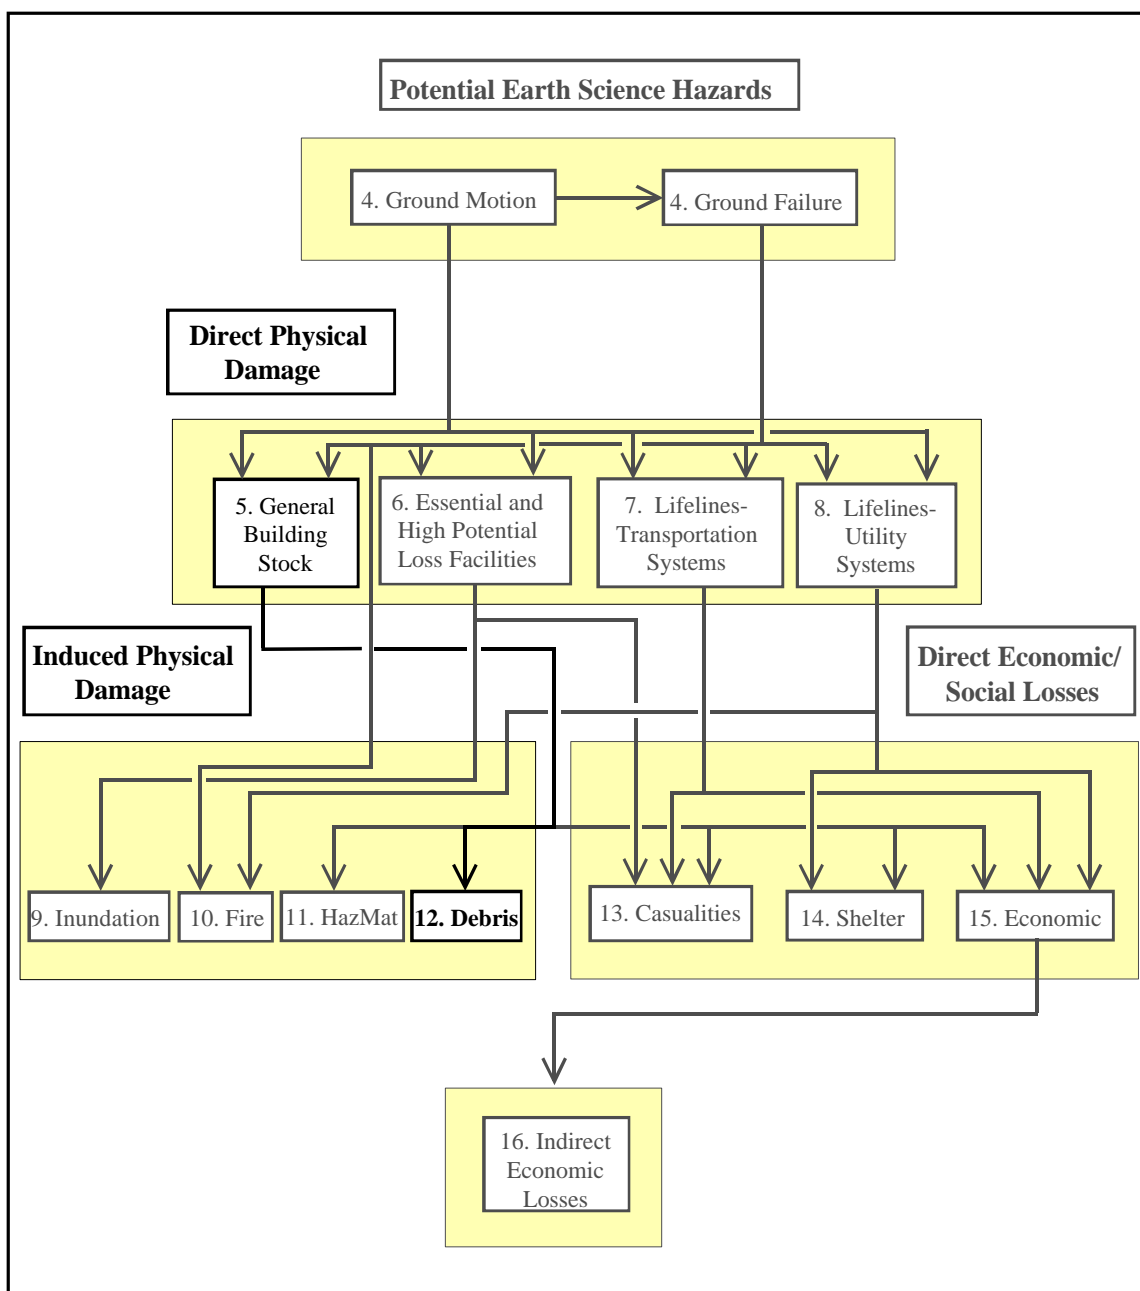 Potential Earth Science Hazards
4. Ground Motion
4. Ground Failure
Direct Physical
Damage
5. General
Building
Stock
6. Essential and
High Potential
Loss Facilities
7. Lifelines-
Transportation
Systems
8. Lifelines-
Utility
Systems
Induced Physical
Damage
Direct Economic/
Social Losses
9. Inundation
10. Fire
11. HazMat
12. Debris
13. Casualities
14. Shelter
15. Economic
16. Indirect
Economic
Losses